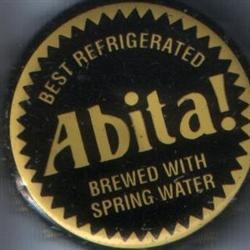 BEST REFRIGERATED
Abita!
BREWED WITH
SPRING WATER